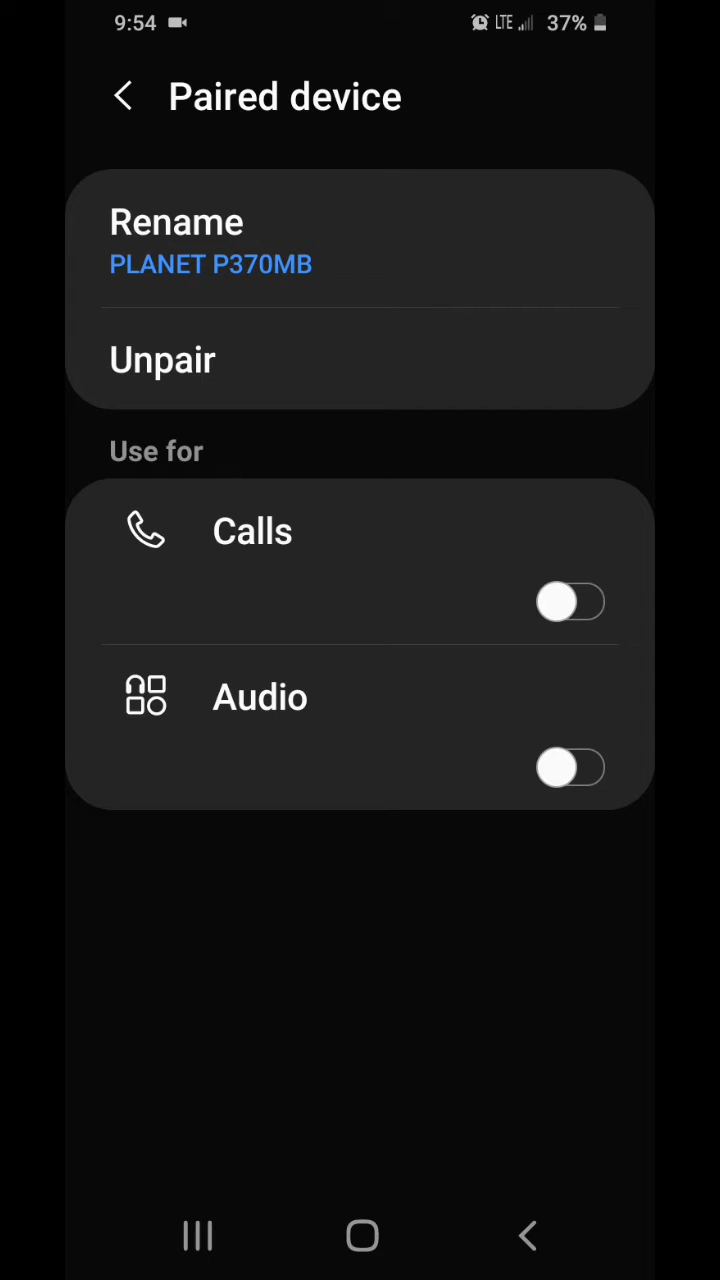 9:54 LTE 37%
Paired device
Rename
PLANET P370MB
Unpair
Use for
Calls
Audio